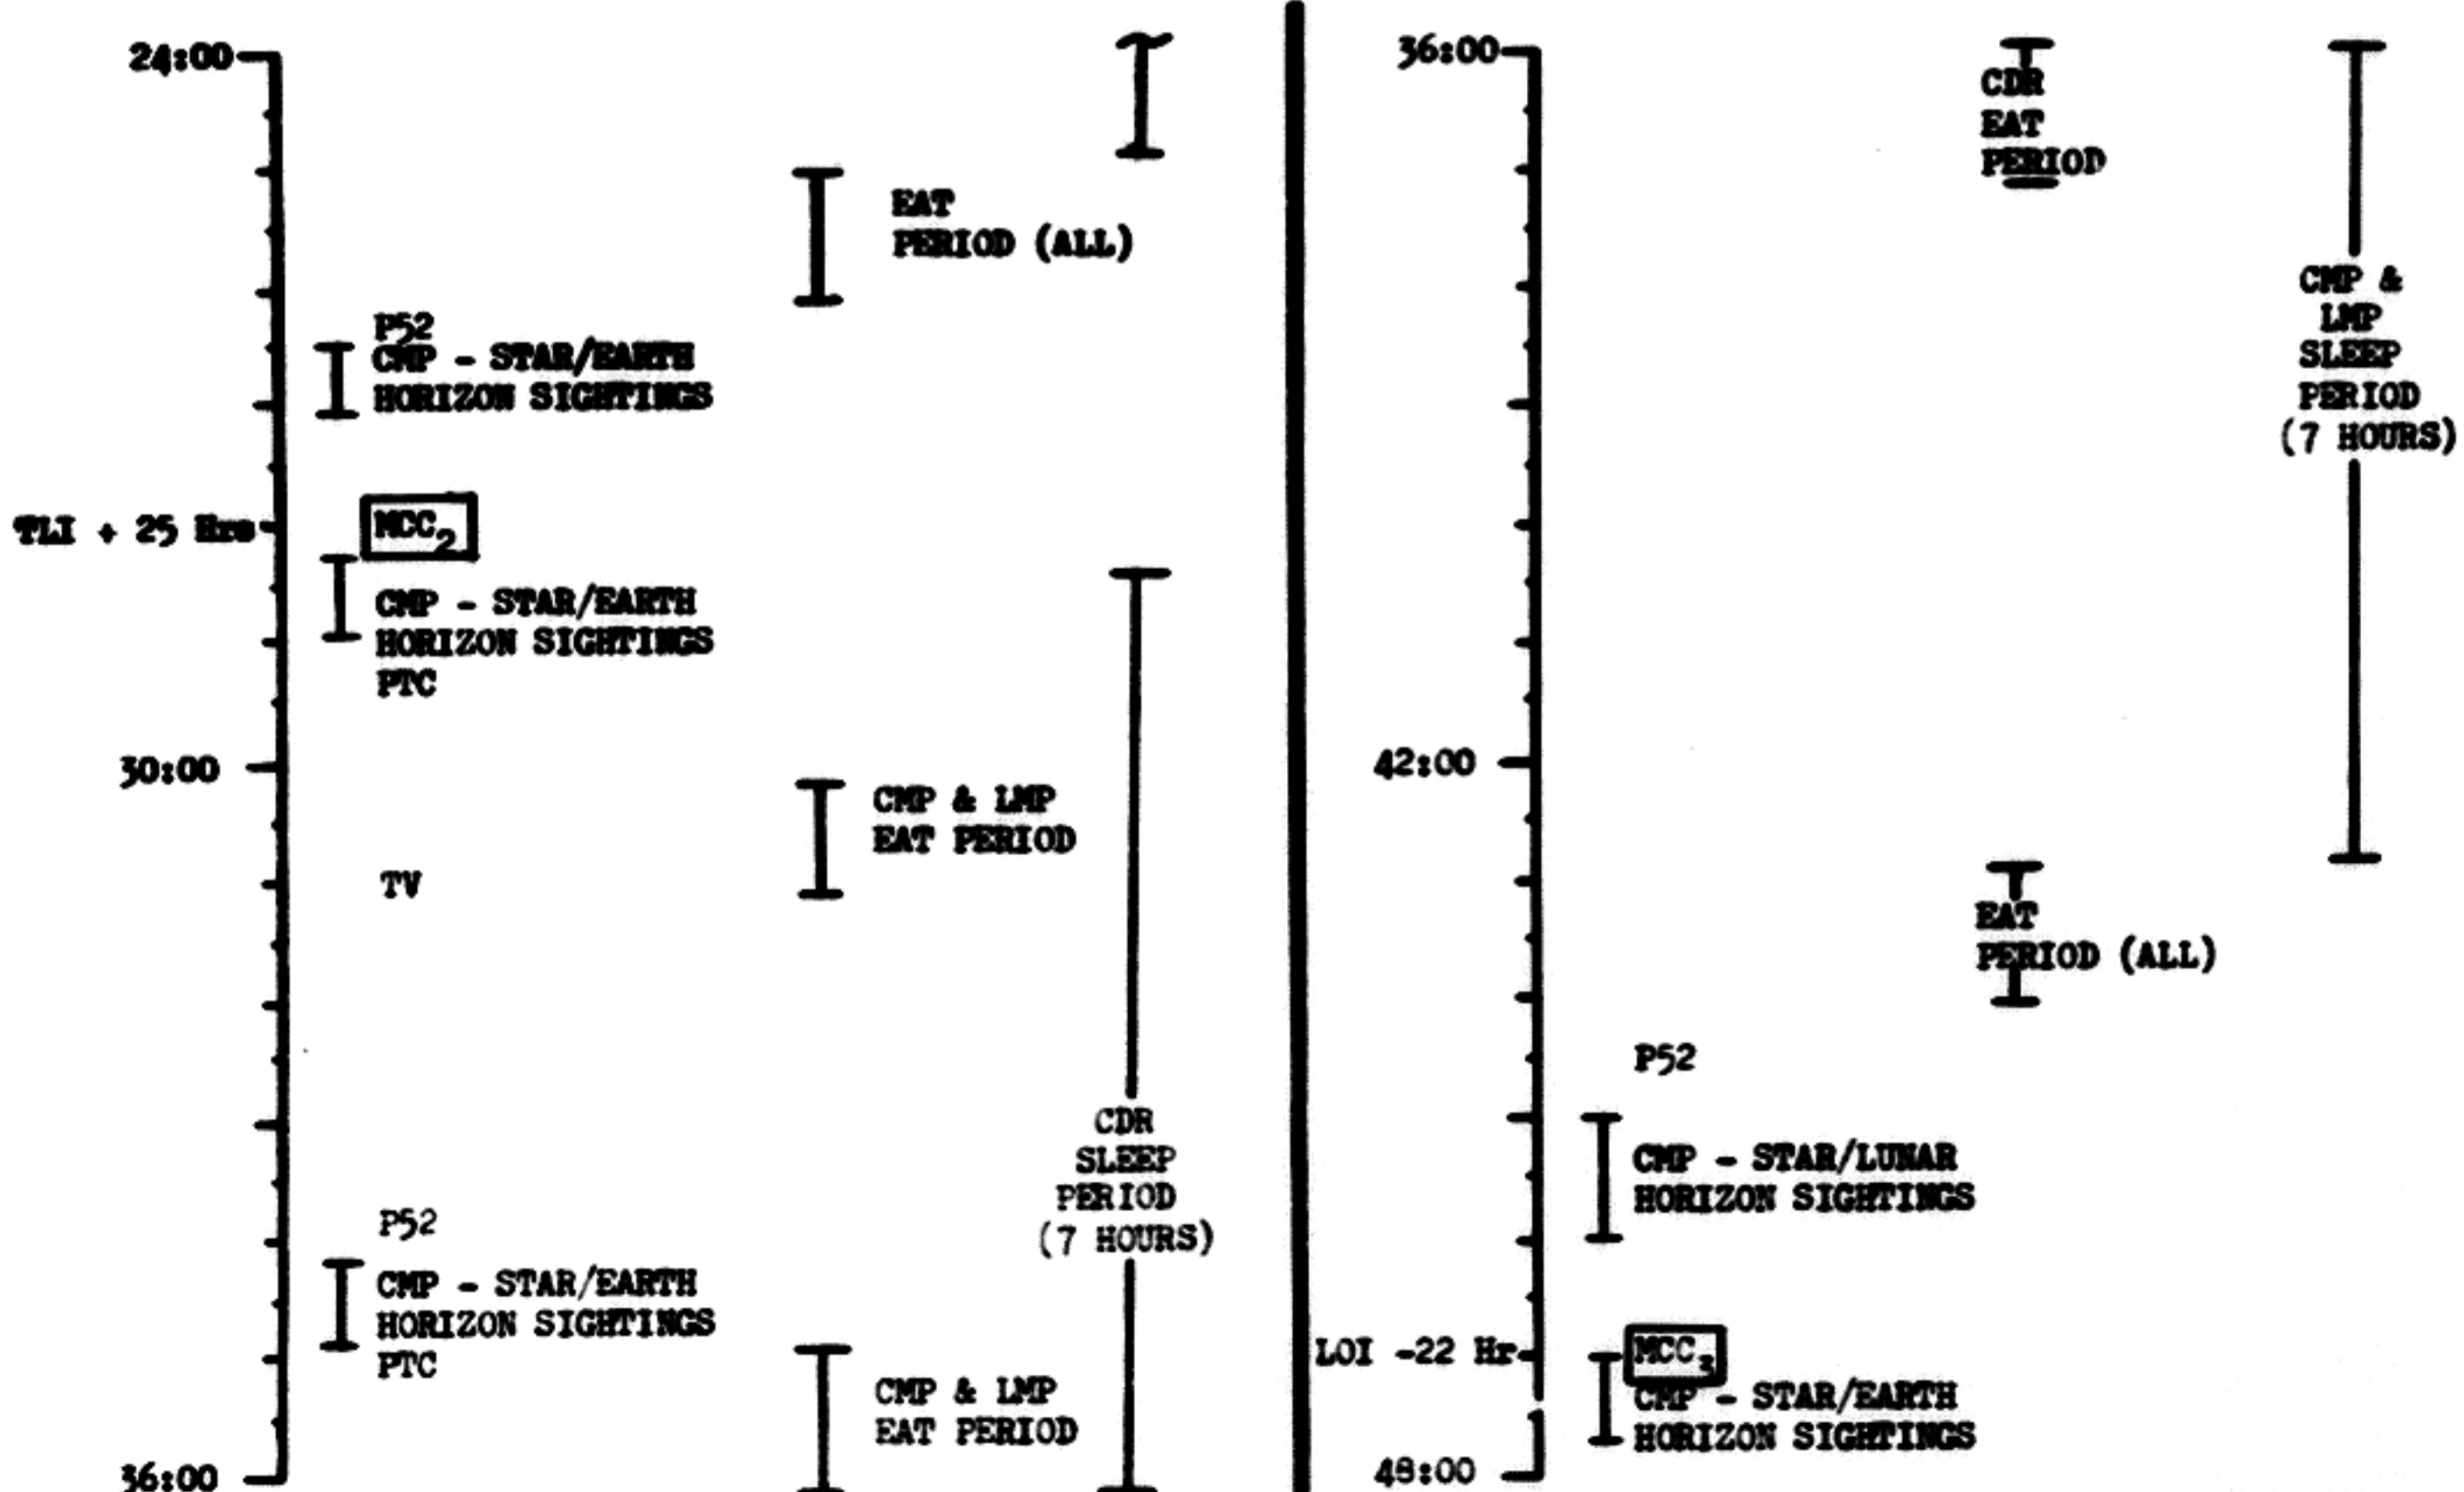 24:00
EAT
PERIOD (ALL)
P52
CMP - STAR/EARTH
HORIZON SIGHTINGS
TLI + 25 Hrs
MCC2
CMP - STAR/EARTH
HORIZON SIGHTINGS
PTC
30:00
CMP & LMP
EAT PERIOD
TV
CDR
SLEEP
PERIOD
(7 HOURS)
P52
CMP - STAR/EARTH
HORIZON SIGHTINGS
PTC
CMP & LMP
EAT PERIOD
36:00
36:00
CDR
EAT
PERIOD
CMP &
LMP
SLEEP
PERIOD
(7 HOURS)
42:00
EAT
PERIOD (ALL)
P52
CMP - STAR/LUNAR
HORIZON SIGHTINGS
LOI -22 Hr
MCC3
CMP - STAR/EARTH
HORIZON SIGHTINGS
48:00